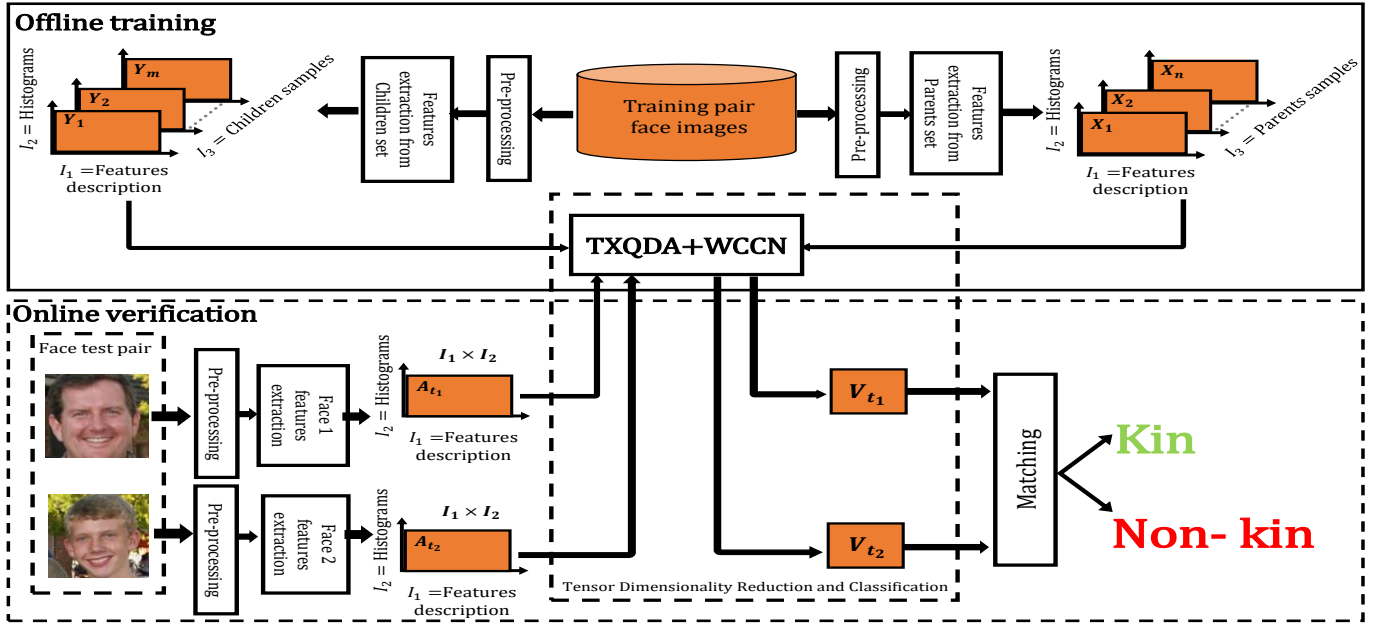 Offline training
I₂ = Histograms
Y₁
Y₂
Yₘ
I₃ = Children samples
I₁ =Features
description
Features
extraction from
Children set
Pre-processing
Training pair
face images
Pre-processing
Features
extraction from
Parents set
I₂ = Histograms
X₁
X₂
Xₙ
I₃ = Parents samples
I₁ =Features
description
TXQDA+WCCN
Online verification
Face test pair
Pre-processing
Face 1
features
extraction
I₂ = Histograms
I₁ × I₂
A_t₁
I₁ =Features
description
V_t₁
Pre-processing
Face 2
features
extraction
I₂ = Histograms
I₁ × I₂
A_t₂
I₁ =Features
description
V_t₂
Tensor Dimensionality Reduction and Classification
Matching
Kin
Non- kin